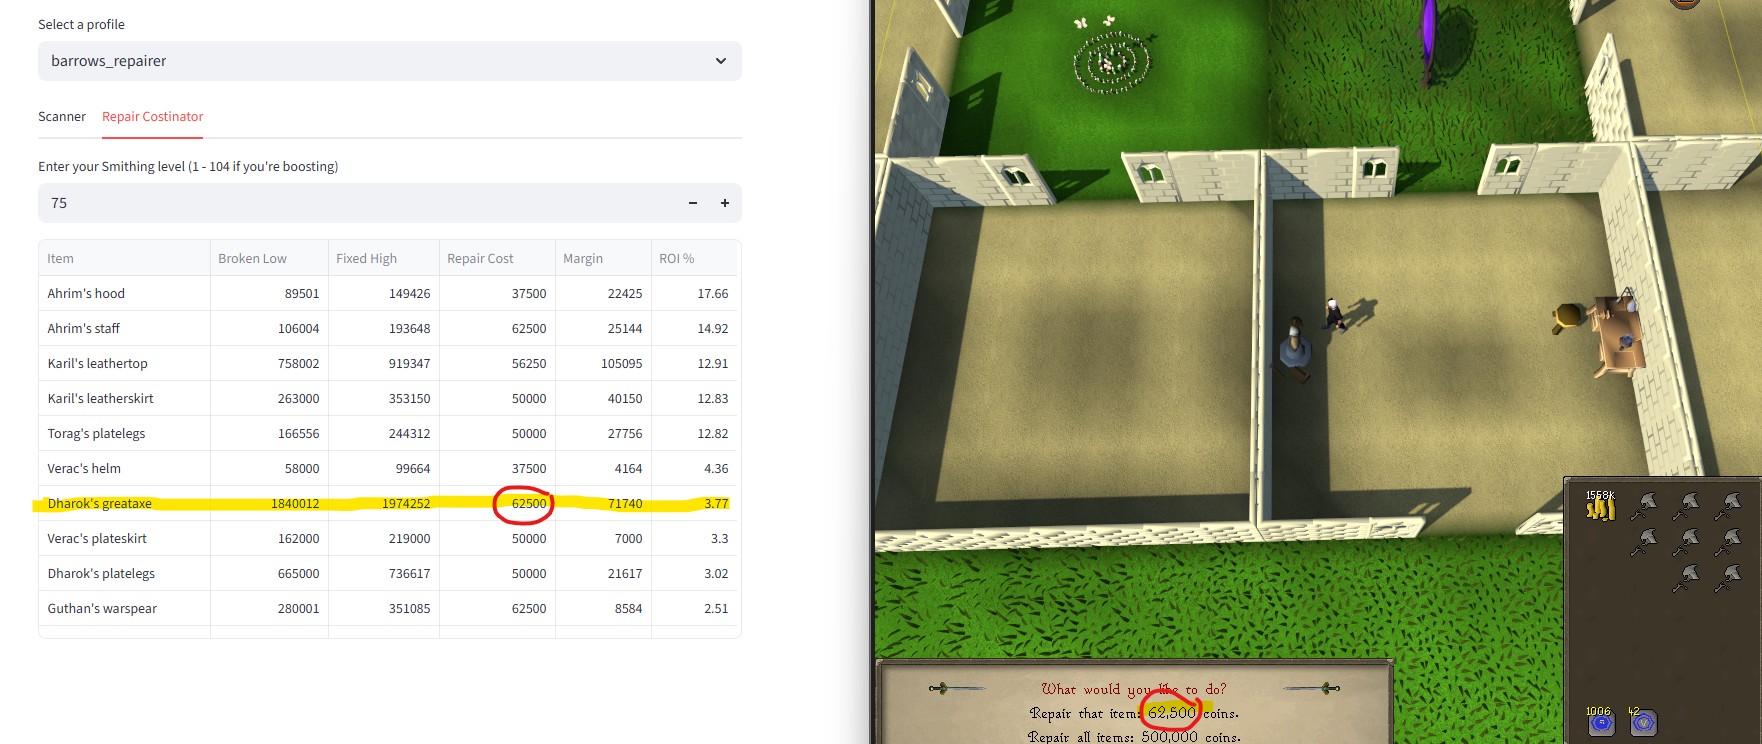 Select a profile
barrows_repairer
Scanner Repair Costinator
Enter your Smithing level (1 - 104 if you're boosting)
75
Item Broken Low Fixed High Repair Cost Margin ROI %
Ahrim's hood 89501 149426 37500 22425 17.66
Ahrim's staff 106004 193648 62500 25144 14.92
Karil's leathertop 758002 919347 56250 105095 12.91
Karil's leatherskirt 263000 353150 50000 40150 12.83
Torag's platelegs 166556 244312 50000 27756 12.82
Verac's helm 58000 99664 37500 4164 4.36
Dharok's greataxe 1840012 1974252 62500 71740 3.77
Verac's plateskirt 162000 219000 50000 7000 3.3
Dharok's platelegs 665000 736617 50000 21617 3.02
Guthan's warspear 280001 351085 62500 8584 2.51
1558K
1006 42
What would you like to do?
Repair that item: 62,500 coins.
Repair all items: 500,000 coins.